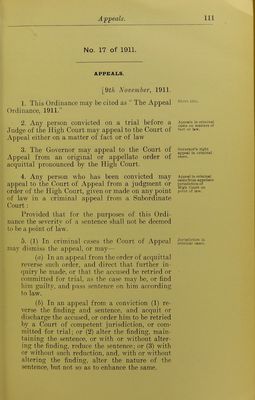 Appeals. 111
No. 17 of 1911.
APPEALS.
[9th November, 1911.
1. This Ordinance may be cited as "The Appeal
Ordinance, 1911."
Short title.
2. Any person convicted on a trial before a
Judge of the High Court may appeal to the Court of
Appeal either on a matter of fact or of law
Appeals in criminal
cases on matters of
fact or law.
3. The Governor may appeal to the Court of
Appeal from an original or appellate order of
acquittal pronounced by the High Court.
Governor's right
appeal in criminal
cases.
4. Any person who has been convicted may
appeal to the Court of Appeal from a judgment or
order of the High Court, given or made on any point
of law in a criminal appeal from a Subordinate
Court:
Appeal in criminal
cases from appellate
jurisdiction of
High Court on
point of law.
Provided that for the purposes of this Ordi-
nance the severity of a sentence shall not be deemed
to be a point of law.
5. (1) In criminal cases the Court of Appeal
may dismiss the appeal, or may—
Jurisdiction in
criminal cases.
(a) In an appeal from the order of acquittal
reverse such order, and direct that further in-
quiry be made, or that the accused be retried or
committed for trial, as the case may be, or find
him guilty, and pass sentence on him according
to law.
(b) In an appeal from a conviction (1) re-
verse the finding and sentence, and acquit or
discharge the accused, or order him to be retried
by a Court of competent jurisdiction, or com-
mitted for trial; or (2) alter the finding, main-
taining the sentence, or with or without alter-
ing the finding, reduce the sentence; or (3) with
or without such reduction, and, with or without
altering the finding, alter the nature of the
sentence, but not so as to enhance the same.